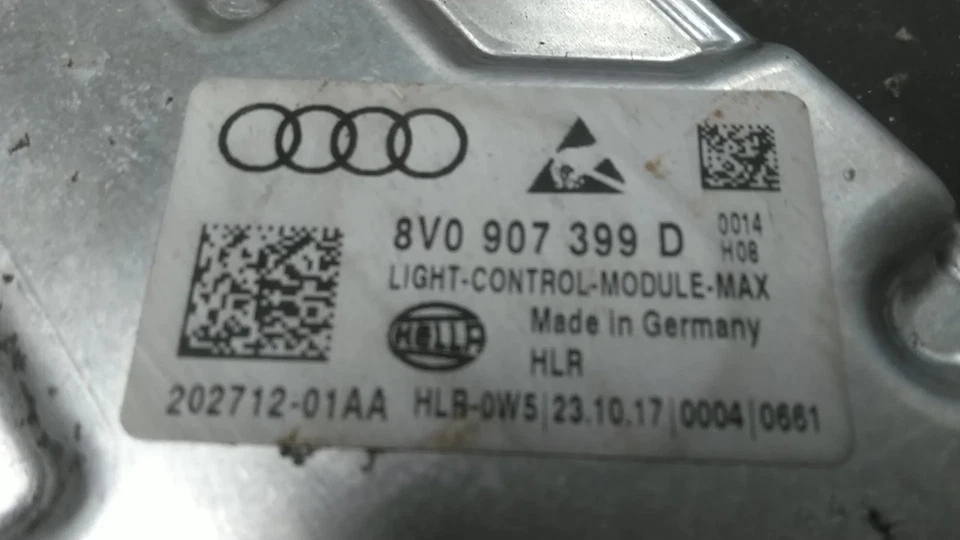 8V0 907 399 D
0014
H08
LIGHT-CONTROL-MODULE-MAX
HELLA
Made in Germany
HLR
202712-01AA HLR-0W5|23.10.17|0004|0661